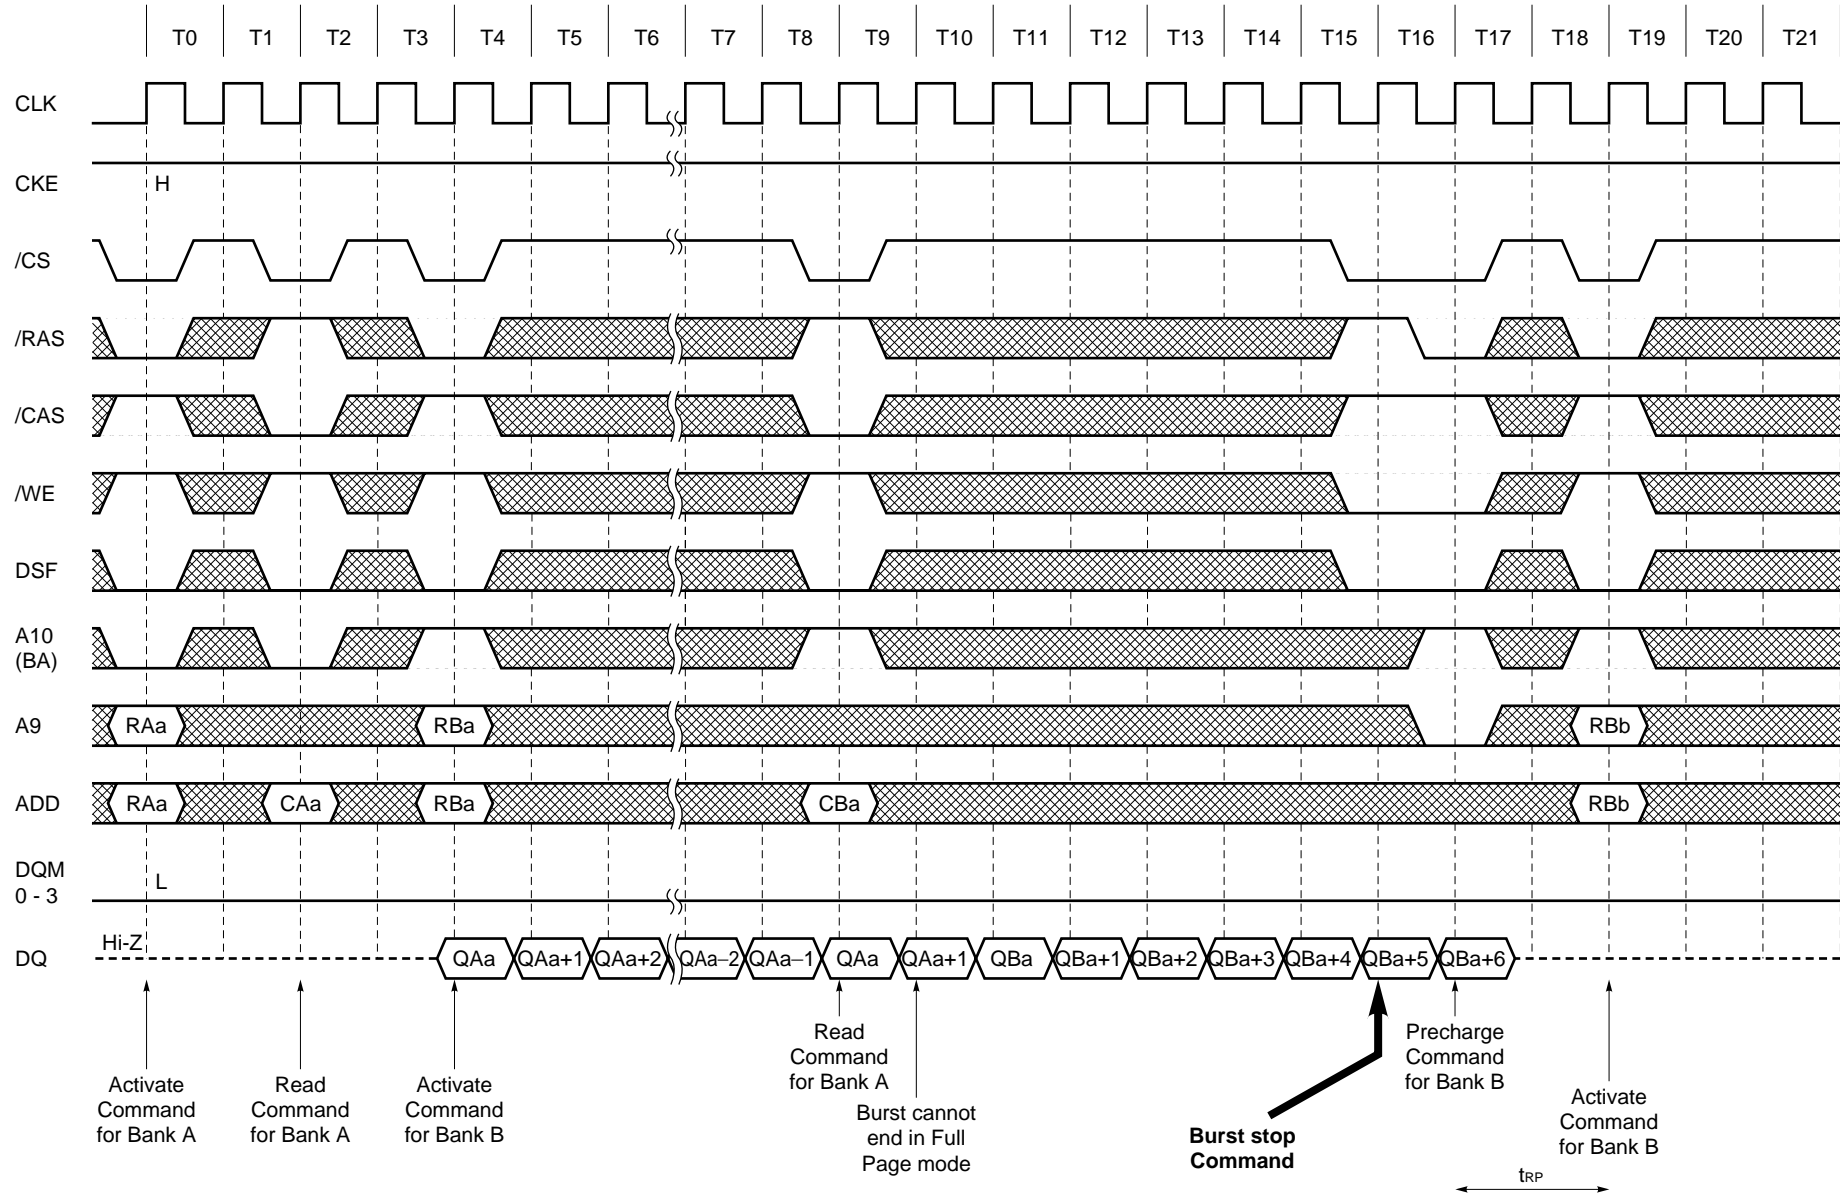 T0 T1 T2 T3 T4 T5 T6 T7 T8 T9 T10 T11 T12 T13 T14 T15 T16 T17 T18 T19 T20 T21
CLK
CKE H
/CS
/RAS
/CAS
/WE
DSF
A10
(BA)
A9 RAa RBa RBb
ADD RAa CAa RBa CBa RBb
DQM
0 - 3 L
DQ Hi-Z QAa QAa+1 QAa+2 QAa–2 QAa–1 QAa QAa+1 QBa QBa+1 QBa+2 QBa+3 QBa+4 QBa+5 QBa+6
Activate
Command
for Bank A
Read
Command
for Bank A
Activate
Command
for Bank B
Read
Command
for Bank A
Burst cannot
end in Full
Page mode
Burst stop
Command
Precharge
Command
for Bank B
Activate
Command
for Bank B
tRP